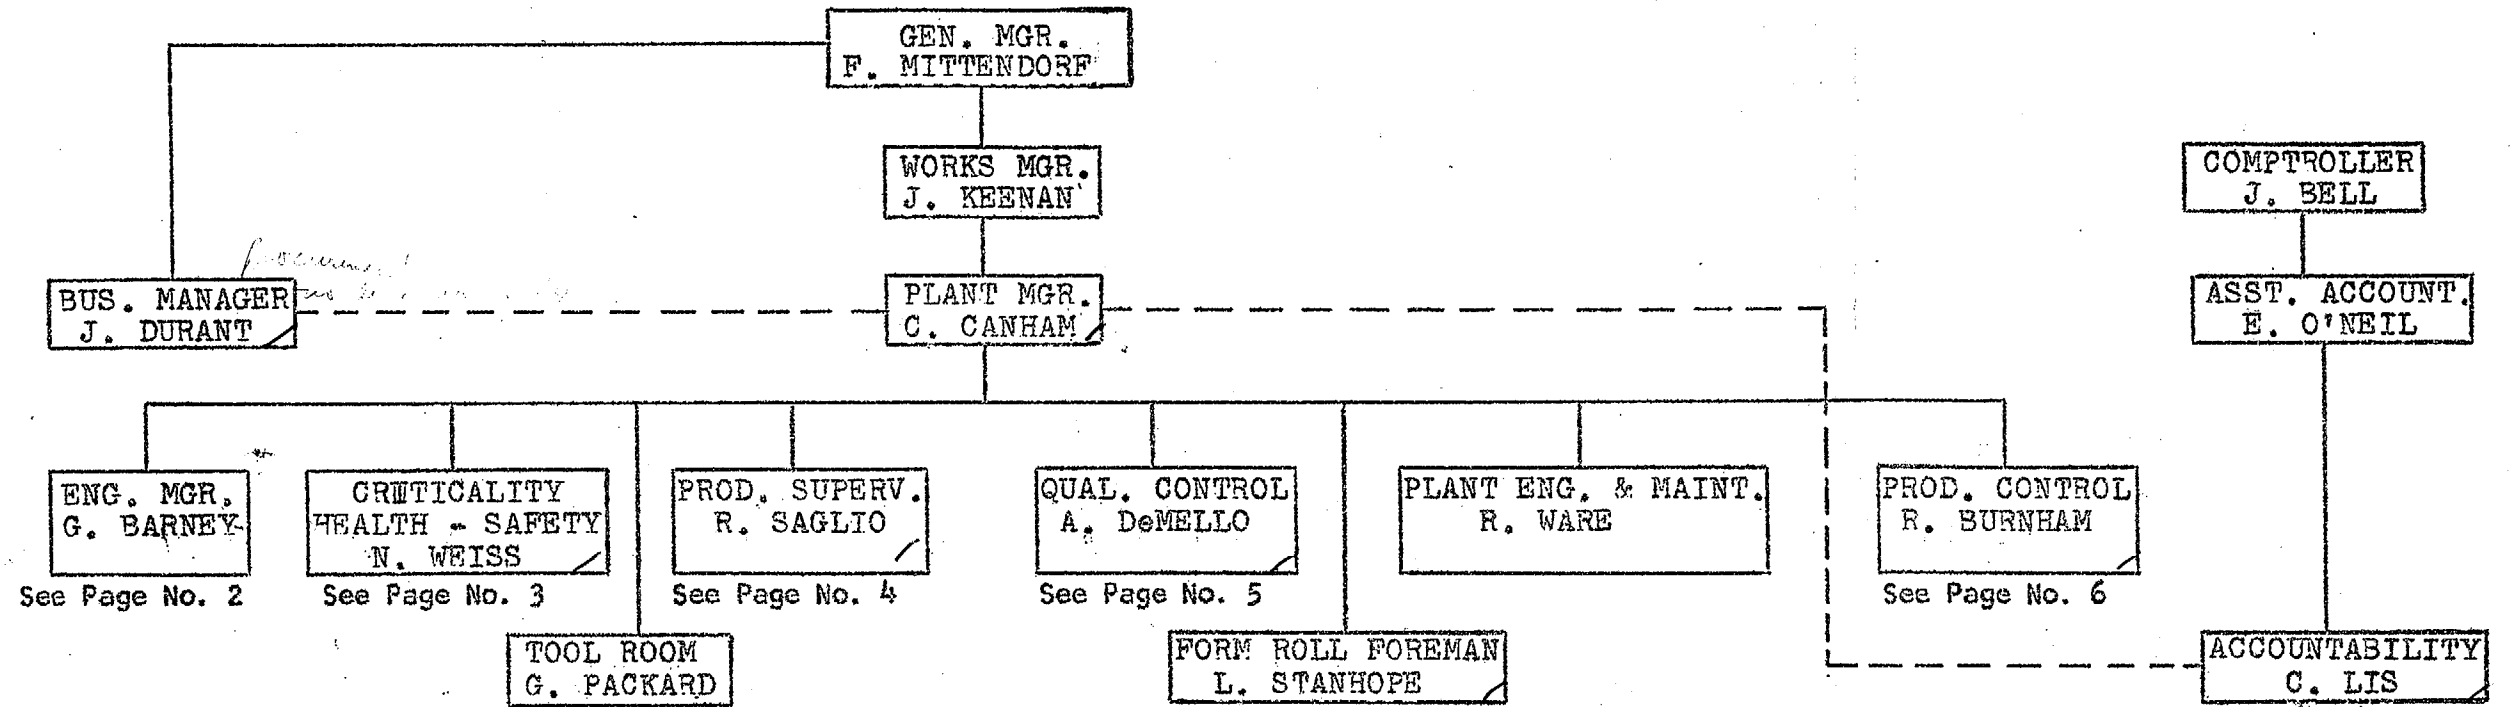 GEN. MGR.
F. MITTENDORF
WORKS MGR.
J. KEENAN
COMPTROLLER
J. BELL
BUS. MANAGER
J. DURANT
PLANT MGR.
C. CANHAM
ASST. ACCOUNT.
E. O'NEIL
ENG. MGR.
G. BARNEY
See Page No. 2
CRITICALITY
HEALTH - SAFETY
N. WEISS
See Page No. 3
PROD. SUPERV.
R. SAGLIO
See Page No. 4
QUAL. CONTROL
A. DeMELLO
See Page No. 5
PLANT ENG. & MAINT.
R. WARE
PROD. CONTROL
R. BURNHAM
See Page No. 6
TOOL ROOM
G. PACKARD
FORM ROLL FOREMAN
L. STANHOPE
ACCOUNTABILITY
C. LIS